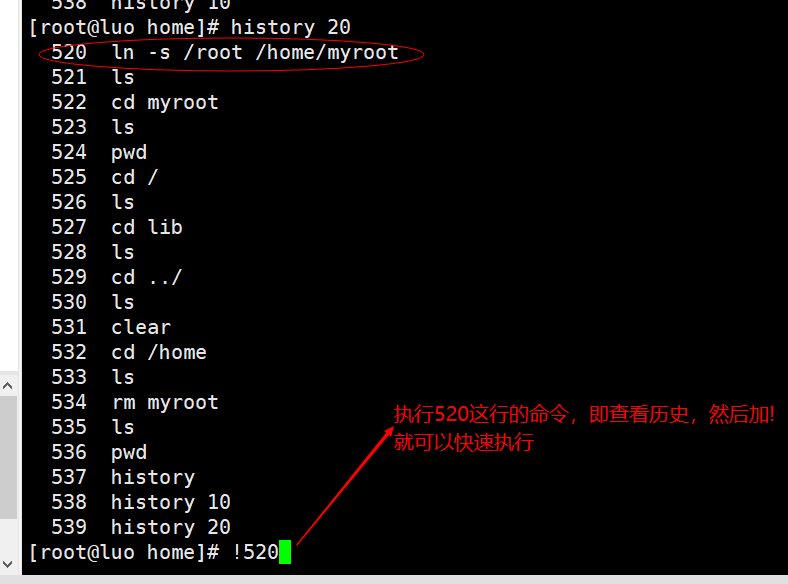 538 history 10
[root@luo home]# history 20
520 ln -s /root /home/myroot
521 ls
522 cd myroot
523 ls
524 pwd
525 cd /
526 ls
527 cd lib
528 ls
529 cd ../
530 ls
531 clear
532 cd /home
533 ls
534 rm myroot
535 ls
536 pwd
537 history
538 history 10
539 history 20
[root@luo home]# !520
执行520这行的命令，即查看历史，然后加!
就可以快速执行